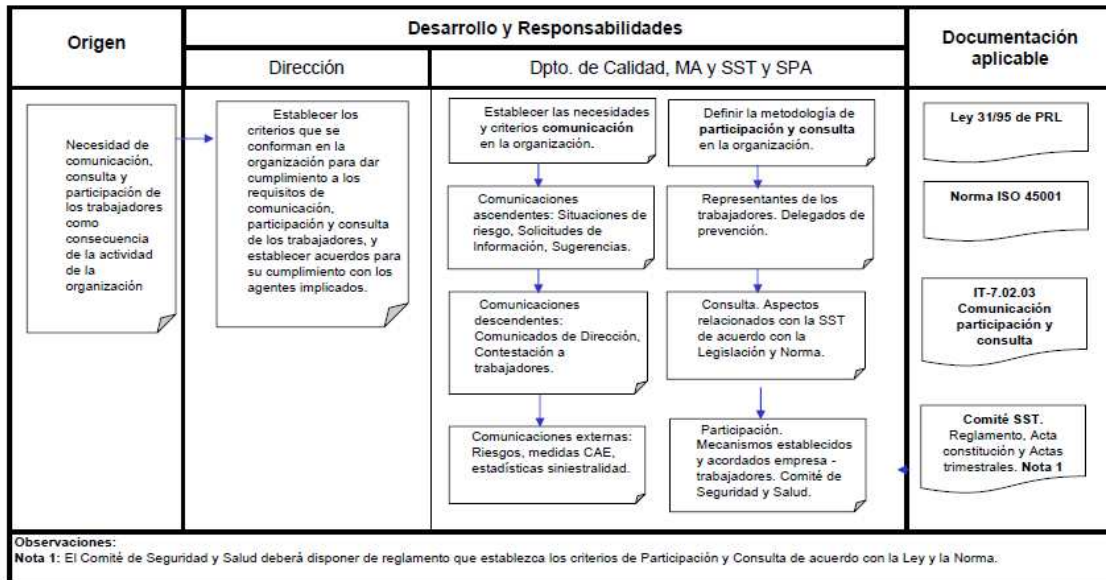 Origen
Desarrollo y Responsabilidades
Documentación
aplicable
Dirección
Dpto. de Calidad, MA y SST y SPA
Necesidad de
comunicación,
consulta y
participación de
los trabajadores
como
consecuencia
de la actividad
de la
organización
Establecer los
criterios que se
conforman en la
organización para dar
cumplimiento a los
requisitos de
comunicación,
participación y consulta
de los trabajadores, y
establecer acuerdos para
su cumplimiento con los
agentes implicados.
Establecer las necesidades
y criterios comunicación
en la organización.
Comunicaciones
ascendentes: Situaciones de
riesgo, Solicitudes de
Información, Sugerencias.
Comunicaciones
descendentes:
Comunicados de Dirección,
Contestación a
trabajadores.
Comunicaciones externas:
Riesgos, medidas CAE,
estadísticas siniestralidad.
Definir la metodología de
participación y consulta
en la organización.
Representantes de los
trabajadores. Delegados de
prevención.
Consulta. Aspectos
relacionados con la SST
de acuerdo con la
Legislación y Norma.
Participación.
Mecanismos establecidos
y acordados empresa -
trabajadores. Comité de
Seguridad y Salud.
Ley 31/95 de PRL
Norma ISO 45001
IT-7.02.03
Comunicación
participación y
consulta
Comité SST.
Reglamento, Acta
constitución y Actas
trimestrales. Nota 1
Observaciones:
Nota 1: El Comité de Seguridad y Salud deberá disponer de reglamento que establezca los criterios de Participación y Consulta de acuerdo con la Ley y la Norma.